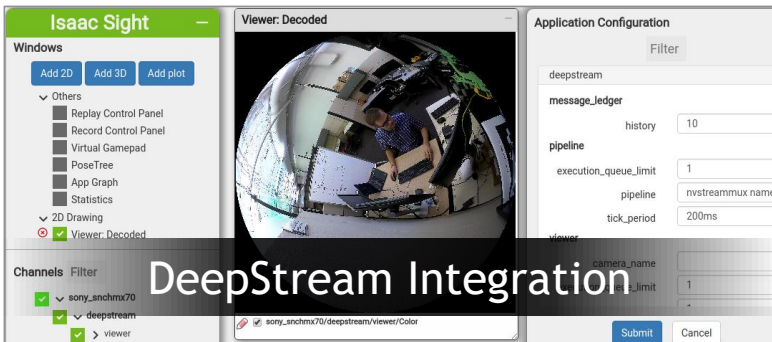 Isaac Sight
Windows
Add 2D
Add 3D
Add plot
Others
Replay Control Panel
Record Control Panel
Virtual Gamepad
PoseTree
App Graph
Statistics
2D Drawing
Viewer: Decoded
Channels Filter
sony_snchmx70
deepstream
viewer
Viewer: Decoded
sony_snchmx70/deepstream/viewer/Color
Application Configuration
Filter
deepstream
message_ledger
history 10
pipeline
execution_queue_limit 1
pipeline nvstreammux name
tick_period 200ms
viewer
camera_name
1
Submit
Cancel
DeepStream Integration